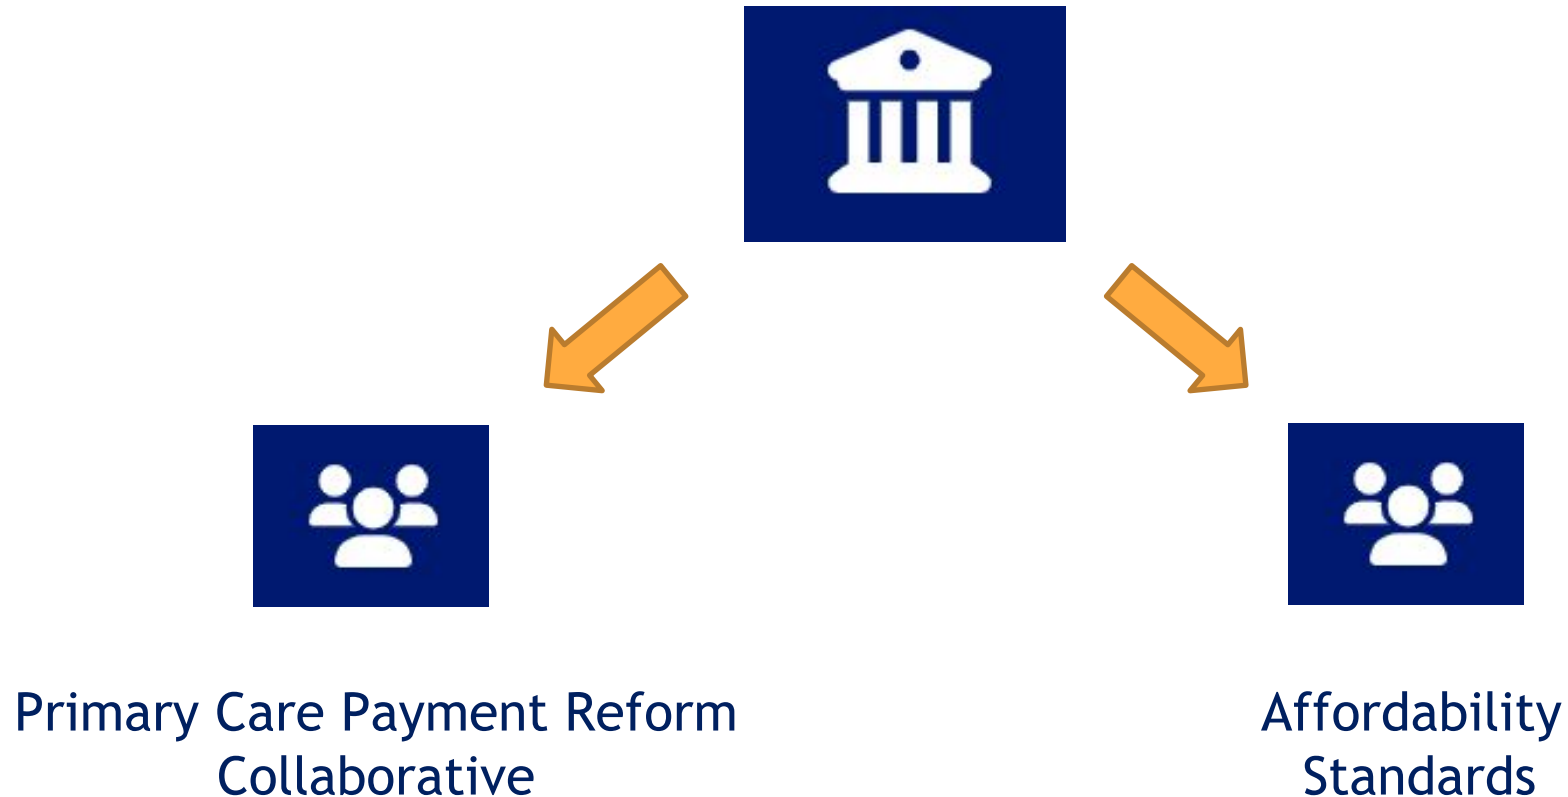 Primary Care Payment Reform
Collaborative
Affordability
Standards